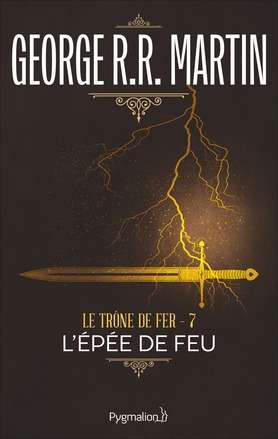 GEORGE R.R. MARTIN
LE TRÔNE DE FER – 7
L'ÉPÉE DE FEU
Pygmalion